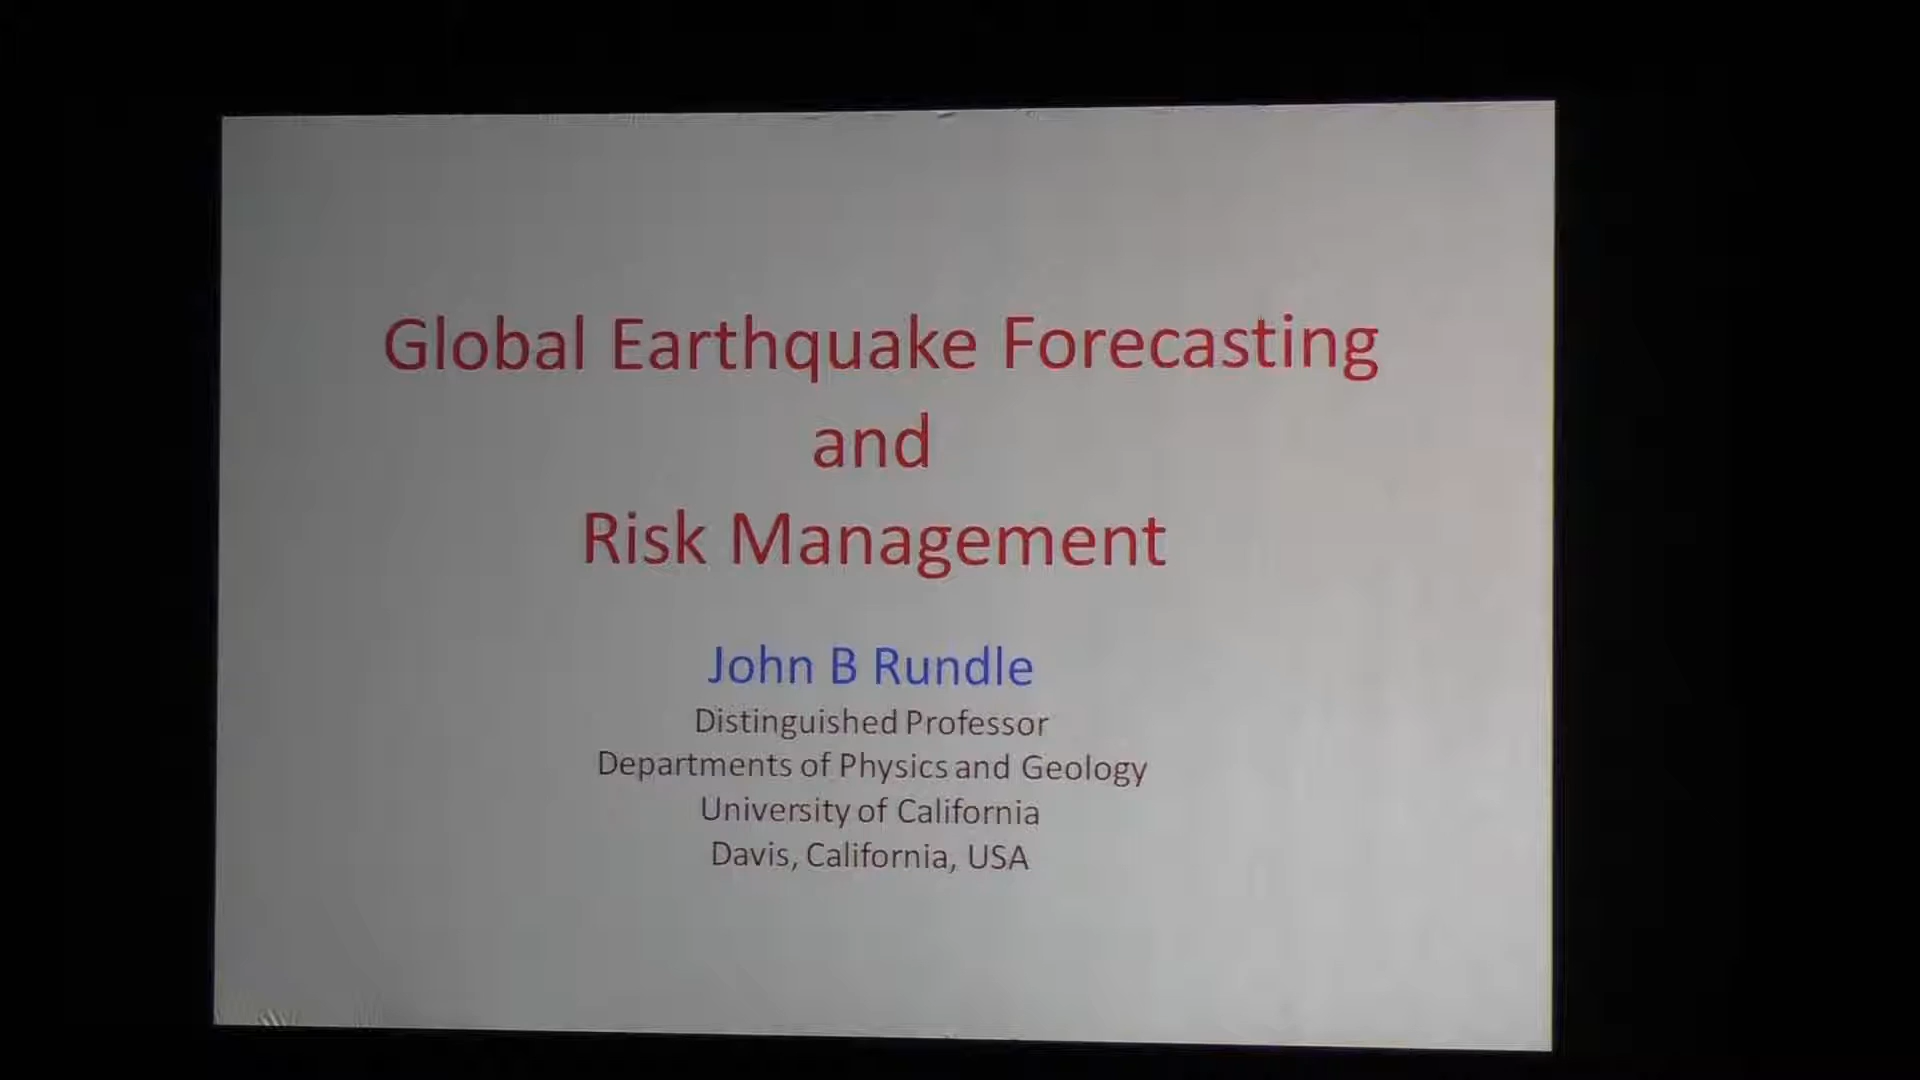 Global Earthquake Forecasting
and
Risk Management
John B Rundle
Distinguished Professor
Departments of Physics and Geology
University of California
Davis, California, USA